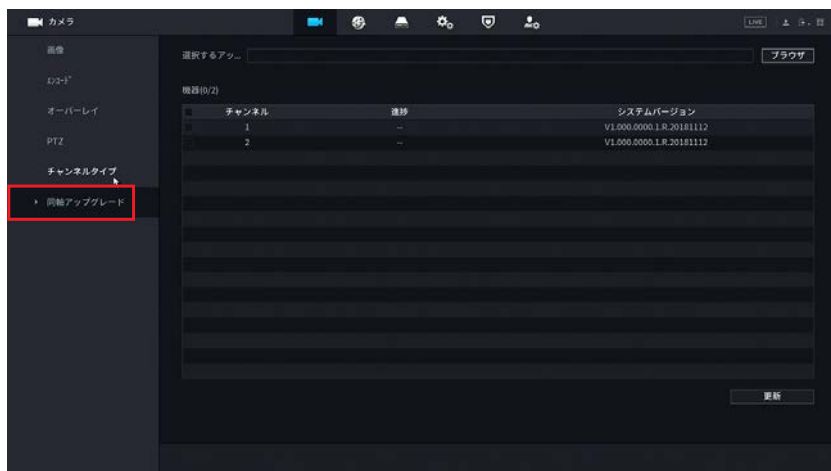 カメラ
LIVE
画像
選択するアッ...
ブラウザ
ｴﾝｺｰﾄﾞ
機器(0/2)
オーバーレイ
チャンネル 進捗 システムバージョン
1 -- V1.000.0000.1.R.20181112
PTZ
2 -- V1.000.0000.1.R.20181112
チャンネルタイプ
同軸アップグレード
更新